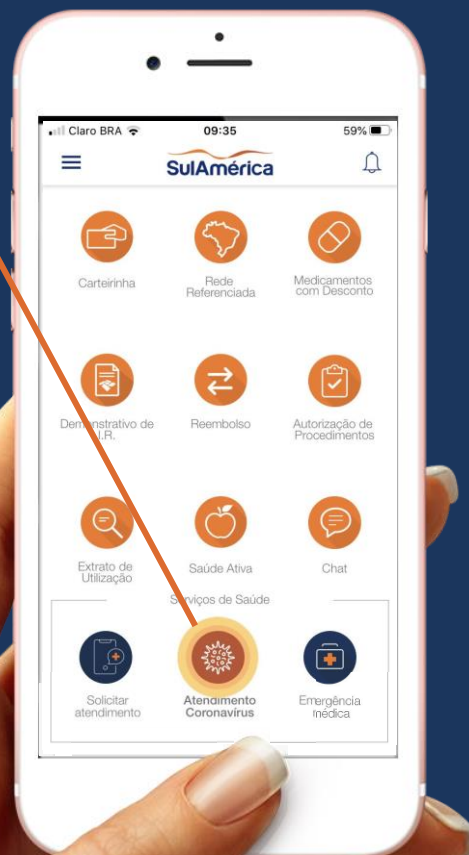 Claro BRA 09:35 59%
SulAmérica
Carteirinha
Rede
Referenciada
Medicamentos
com Desconto
Demonstrativo de
I.R.
Reembolso
Autorização de
Procedimentos
Extrato de
Utilização
Saúde Ativa
Chat
Serviços de Saúde
Solicitar
atendimento
Atendimento
Coronavírus
Emergência
médica